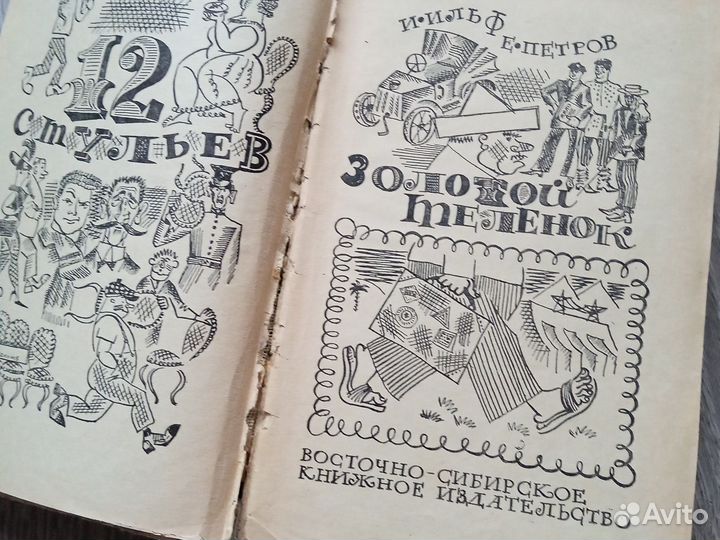 12
СТУЛЬЕВ
И•ИЛЬФ
Е•ПЕТРОВ
ЗОЛОТОЙ
ТЕЛЕНОК
ВОСТОЧНО-СИБИРСКОЕ
КНИЖНОЕ ИЗДАТЕЛЬСТВО
Avito